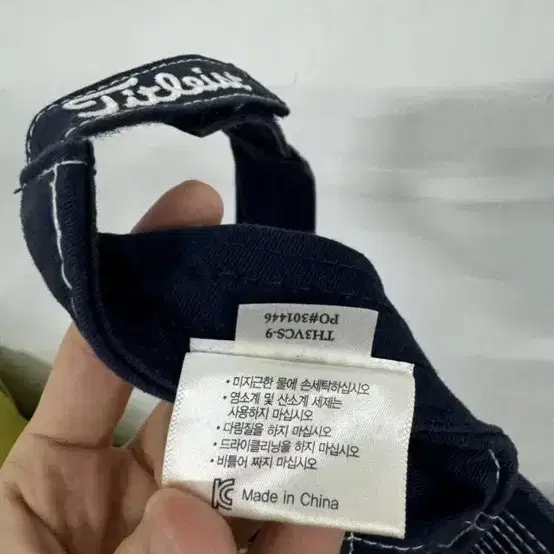 Titleist
TH3VCS-9
PO#301446
• 미지근한 물에 손세탁하십시오
• 염소계 및 산소계 세제는
사용하지 마십시오
• 다림질을 하지 마십시오
• 드라이클리닝을 하지 마십시오
• 비틀어 짜지 마십시오
Made in China